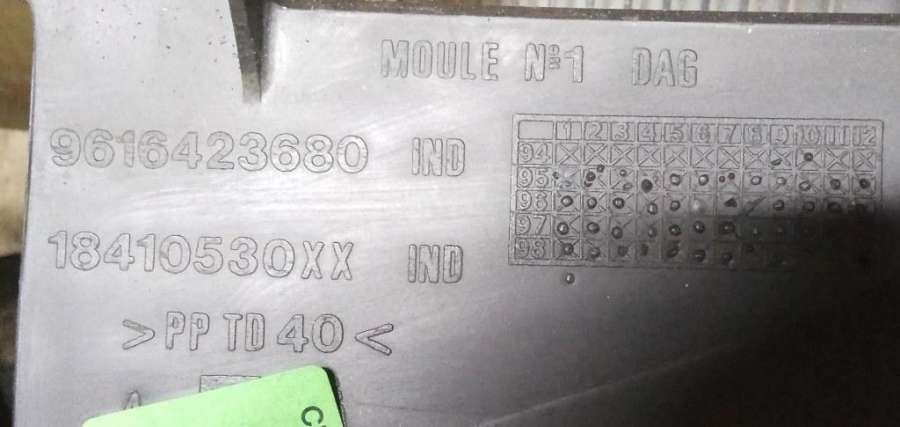 MOULE Nº1 DAG
9616423680 IND
1 2 3 4 5 6 7 8 9 10 11 12
94
95
96
97
98
18410530XX IND
>PP TD 40<